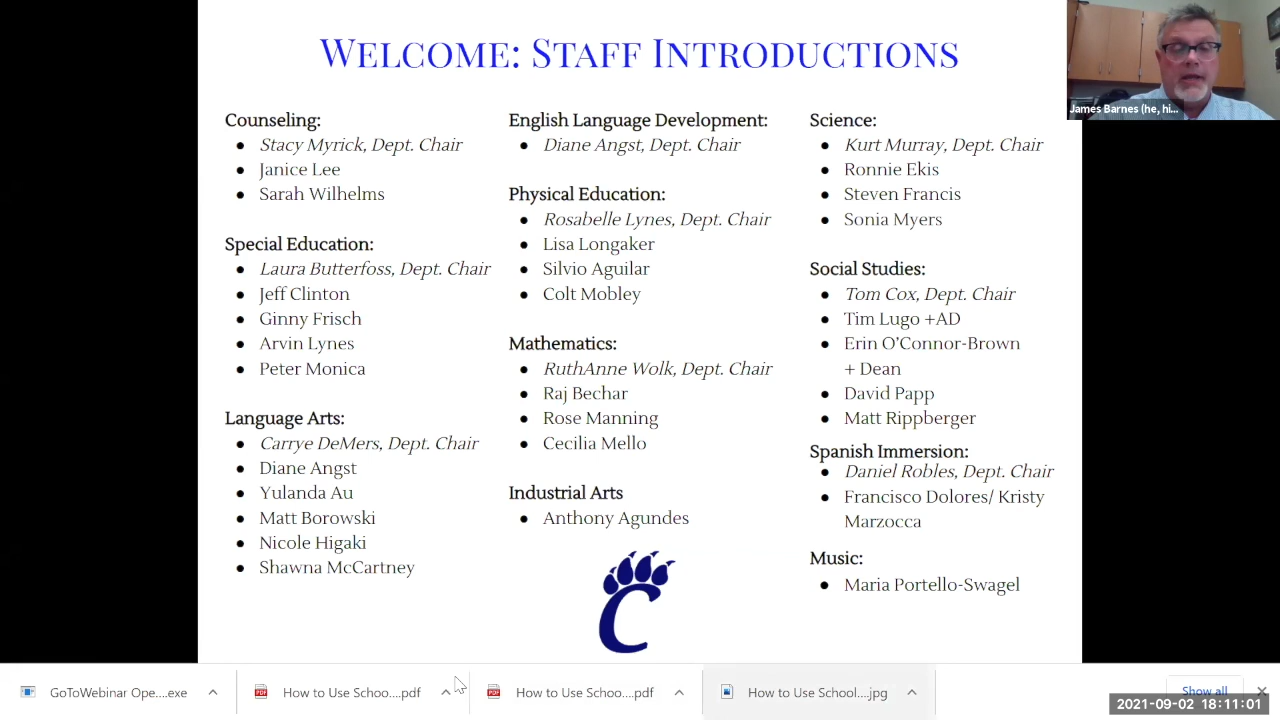 WELCOME: STAFF INTRODUCTIONS
James Barnes (he, hi...
Counseling:
• Stacy Myrick, Dept. Chair
• Janice Lee
• Sarah Wilhelms
Special Education:
• Laura Butterfoss, Dept. Chair
• Jeff Clinton
• Ginny Frisch
• Arvin Lynes
• Peter Monica
Language Arts:
• Carrye DeMers, Dept. Chair
• Diane Angst
• Yulanda Au
• Matt Borowski
• Nicole Higaki
• Shawna McCartney
English Language Development:
• Diane Angst, Dept. Chair
Physical Education:
• Rosabelle Lynes, Dept. Chair
• Lisa Longaker
• Silvio Aguilar
• Colt Mobley
Mathematics:
• RuthAnne Wolk, Dept. Chair
• Raj Bechar
• Rose Manning
• Cecilia Mello
Industrial Arts
• Anthony Agundes
C
Science:
• Kurt Murray, Dept. Chair
• Ronnie Ekis
• Steven Francis
• Sonia Myers
Social Studies:
• Tom Cox, Dept. Chair
• Tim Lugo +AD
• Erin O'Connor-Brown
+ Dean
• David Papp
• Matt Rippberger
Spanish Immersion:
• Daniel Robles, Dept. Chair
• Francisco Dolores/ Kristy
Marzocca
Music:
• Maria Portello-Swagel
GoToWebinar Ope....exe
PDF
How to Use Schoo....pdf
PDF
How to Use Schoo....pdf
How to Use School....jpg
Show all
2021-09-02 18:11:01